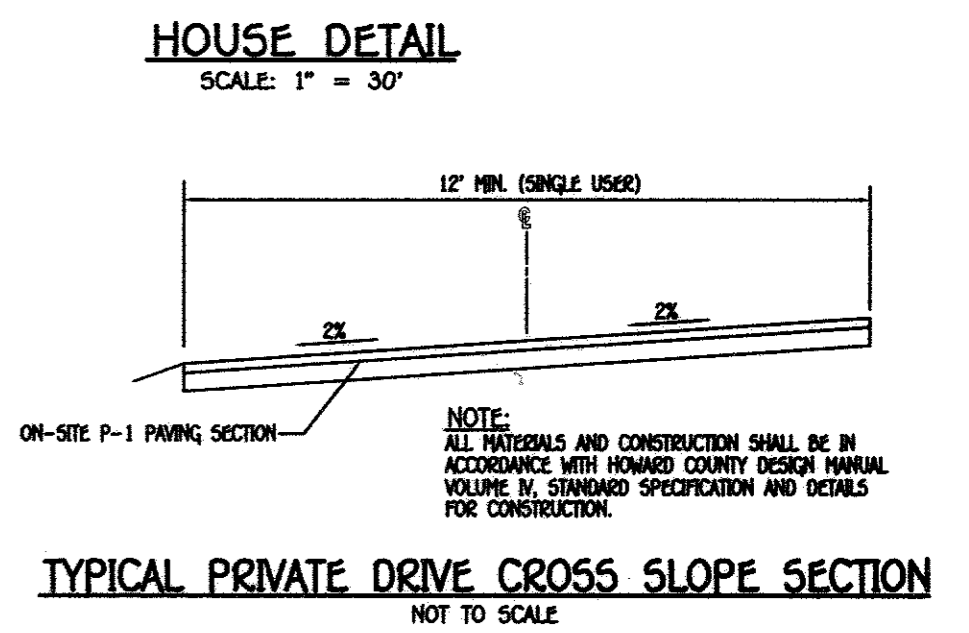 HOUSE DETAIL
SCALE: 1" = 30'
12' MIN. (SINGLE USER)
℄
2%
2%
ON-SITE P-1 PAVING SECTION
NOTE:
ALL MATERIALS AND CONSTRUCTION SHALL BE IN
ACCORDANCE WITH HOWARD COUNTY DESIGN MANUAL
VOLUME IV, STANDARD SPECIFICATION AND DETAILS
FOR CONSTRUCTION.
TYPICAL PRIVATE DRIVE CROSS SLOPE SECTION
NOT TO SCALE